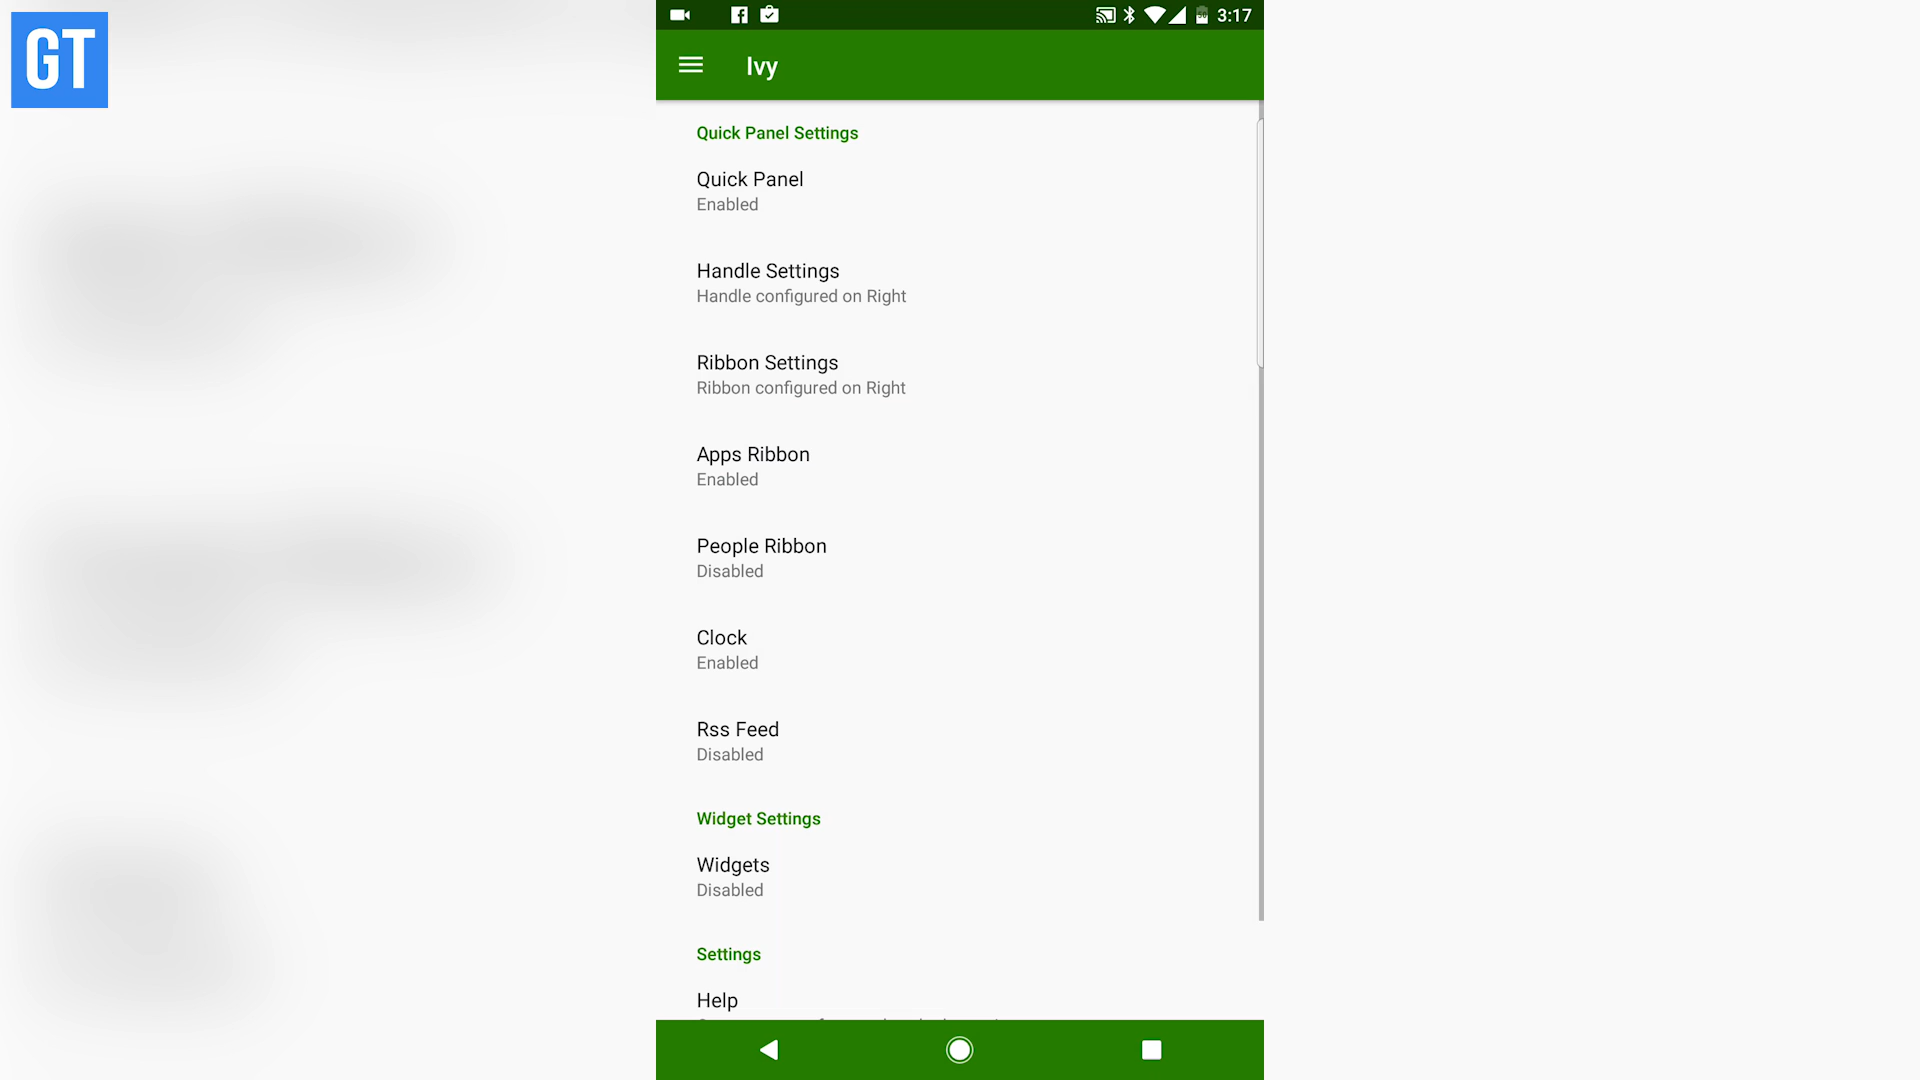 GT
3:17
Ivy
Quick Panel Settings
Quick Panel
Enabled
Handle Settings
Handle configured on Right
Ribbon Settings
Ribbon configured on Right
Apps Ribbon
Enabled
People Ribbon
Disabled
Clock
Enabled
Rss Feed
Disabled
Widget Settings
Widgets
Disabled
Settings
Help